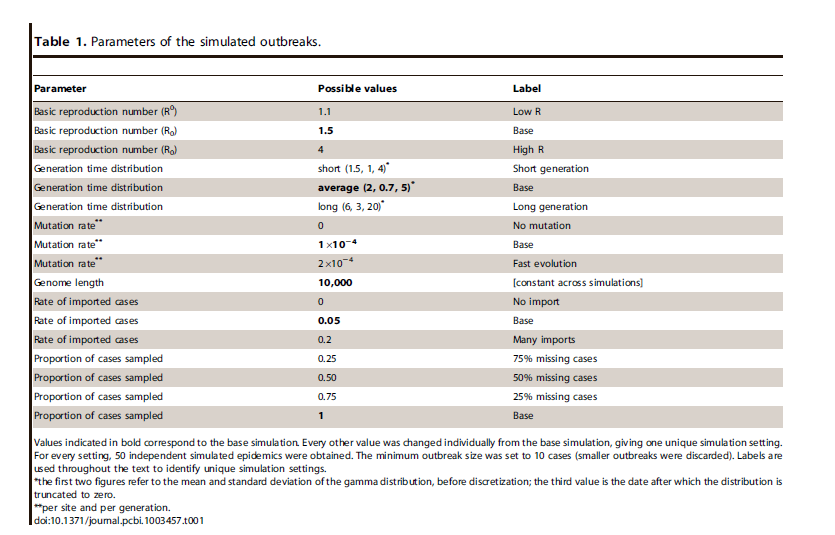 Table 1. Parameters of the simulated outbreaks.
Parameter Possible values Label
Basic reproduction number (R⁰) 1.1 Low R
Basic reproduction number (R₀) 1.5 Base
Basic reproduction number (R₀) 4 High R
Generation time distribution short (1.5, 1, 4)* Short generation
Generation time distribution average (2, 0.7, 5)* Base
Generation time distribution long (6, 3, 20)* Long generation
Mutation rate** 0 No mutation
Mutation rate** 1×10⁻⁴ Base
Mutation rate** 2×10⁻⁴ Fast evolution
Genome length 10,000 [constant across simulations]
Rate of imported cases 0 No import
Rate of imported cases 0.05 Base
Rate of imported cases 0.2 Many imports
Proportion of cases sampled 0.25 75% missing cases
Proportion of cases sampled 0.50 50% missing cases
Proportion of cases sampled 0.75 25% missing cases
Proportion of cases sampled 1 Base
Values indicated in bold correspond to the base simulation. Every other value was changed individually from the base simulation, giving one unique simulation setting.
For every setting, 50 independent simulated epidemics were obtained. The minimum outbreak size was set to 10 cases (smaller outbreaks were discarded). Labels are
used throughout the text to identify unique simulation settings.
*the first two figures refer to the mean and standard deviation of the gamma distribution, before discretization; the third value is the date after which the distribution is
truncated to zero.
**per site and per generation.
doi:10.1371/journal.pcbi.1003457.t001